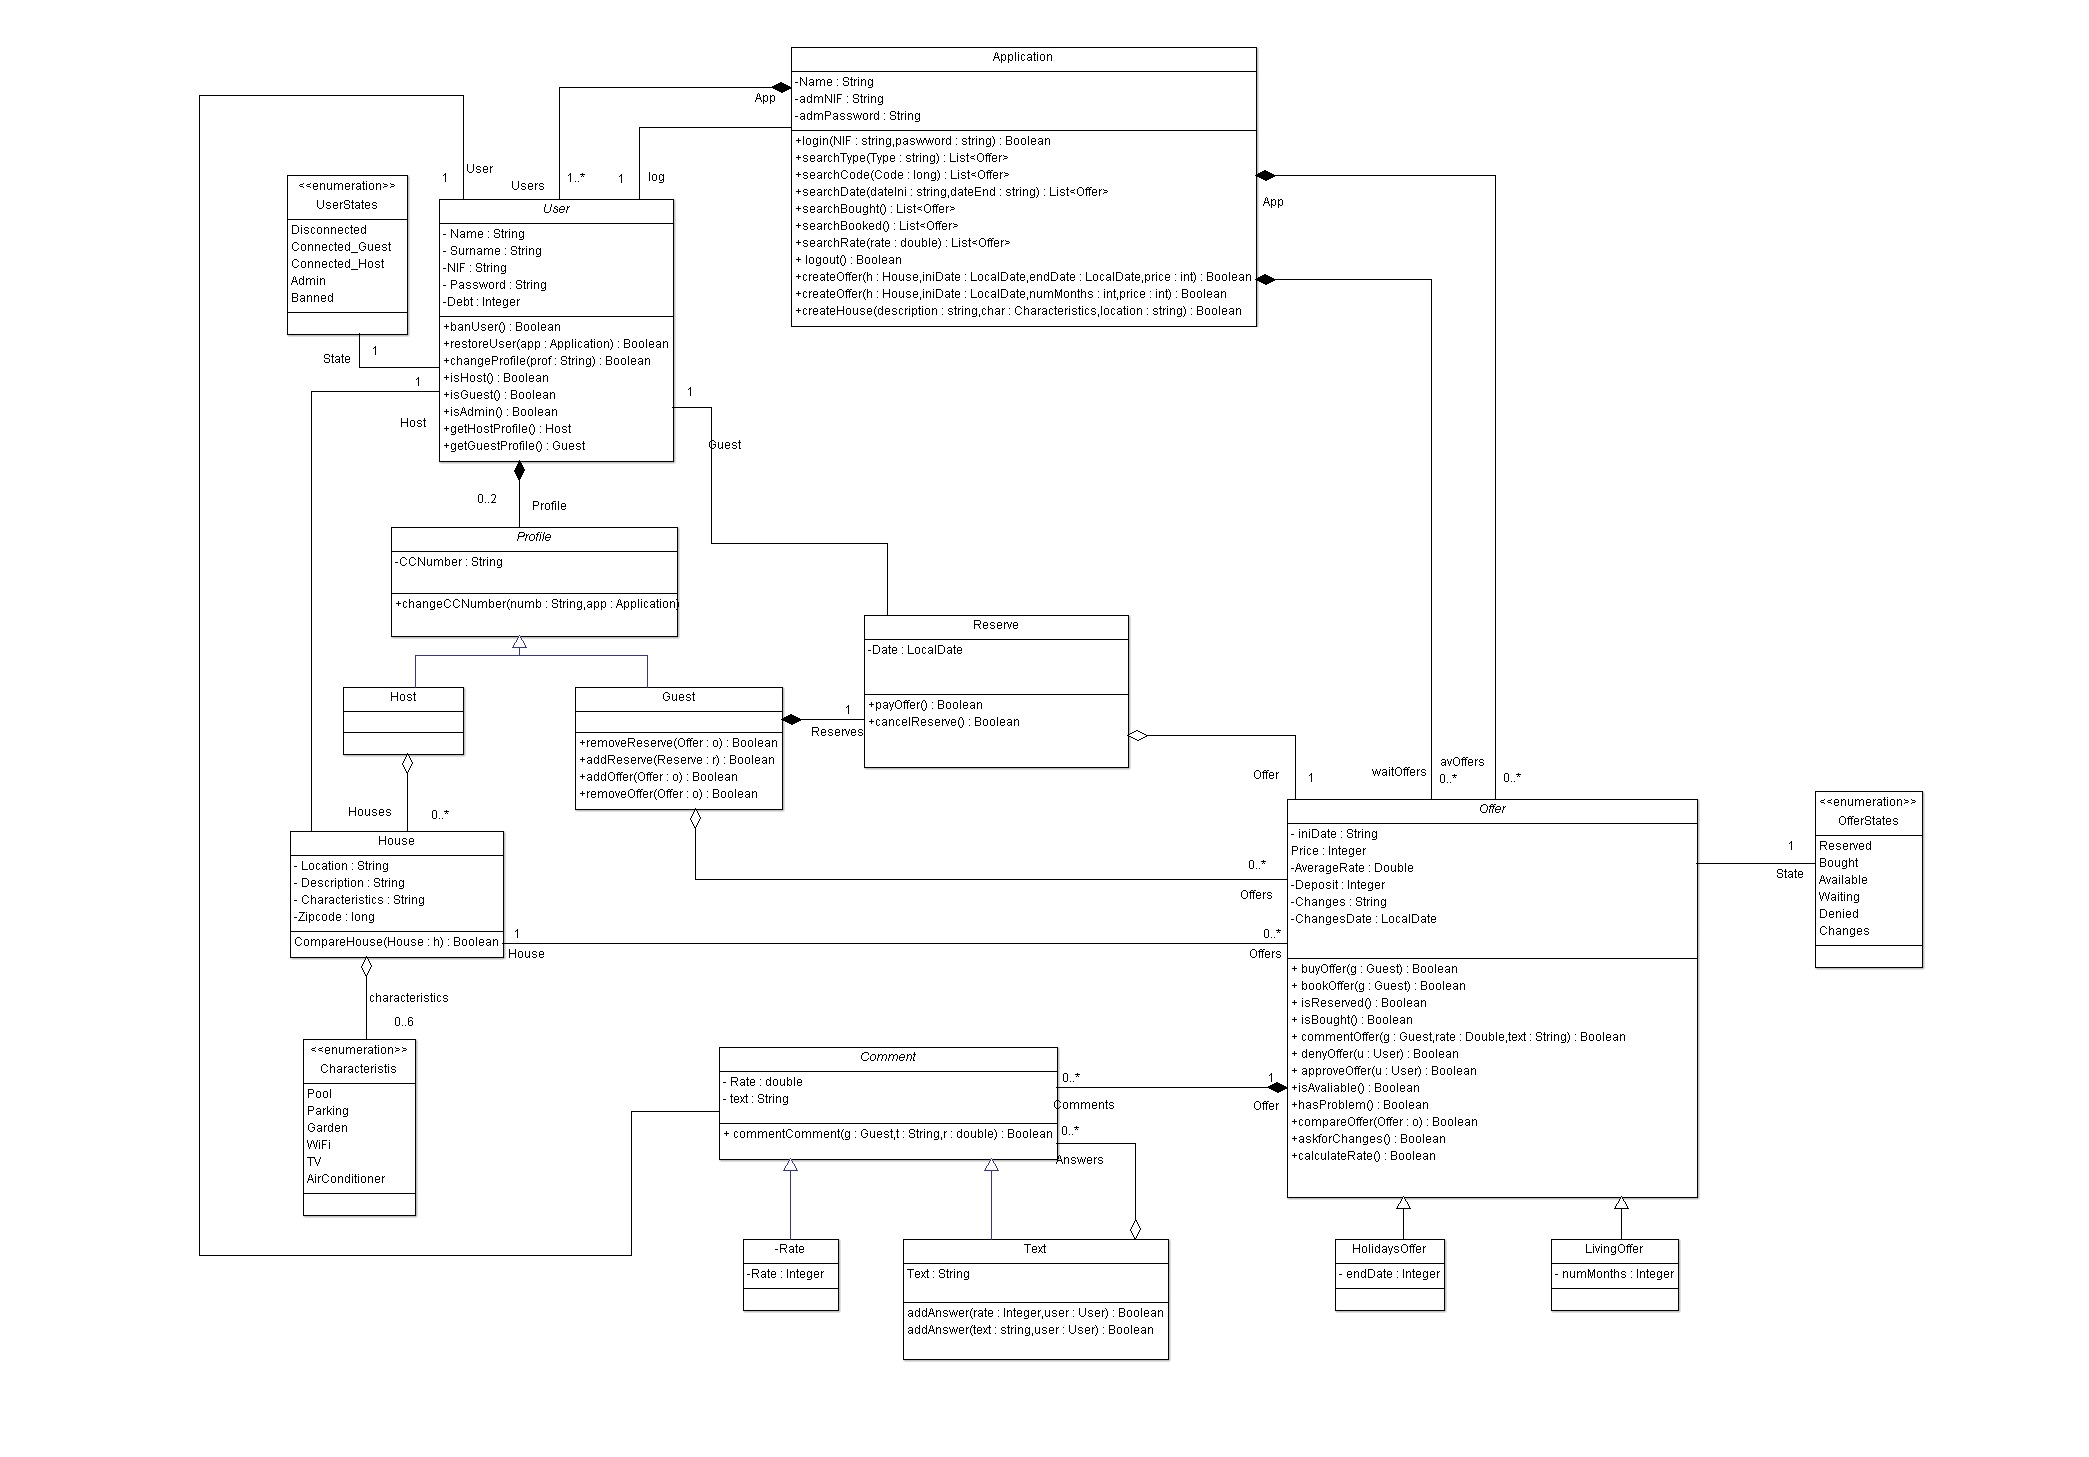 Application
-Name : String
-admNIF : String
-admPassword : String
+login(NIF : string,paswword : string) : Boolean
+searchType(Type : string) : List<Offer>
+searchCode(Code : long) : List<Offer>
+searchDate(dateIni : string,dateEnd : string) : List<Offer>
+searchBought() : List<Offer>
+searchBooked() : List<Offer>
+searchRate(rate : double) : List<Offer>
+ logout() : Boolean
+createOffer(h : House,iniDate : LocalDate,endDate : LocalDate,price : int) : Boolean
+createOffer(h : House,iniDate : LocalDate,numMonths : int,price : int) : Boolean
+createHouse(description : string,char : Characteristics,location : string) : Boolean
App
App
User
1
Users
1..*
1
log
<<enumeration>>
UserStates
Disconnected
Connected_Guest
Connected_Host
Admin
Banned
State
1
1
Host
User
- Name : String
- Surname : String
-NIF : String
- Password : String
-Debt : Integer
+banUser() : Boolean
+restoreUser(app : Application) : Boolean
+changeProfile(prof : String) : Boolean
+isHost() : Boolean
+isGuest() : Boolean
+isAdmin() : Boolean
+getHostProfile() : Host
+getGuestProfile() : Guest
1
Guest
0..2
Profile
Profile
-CCNumber : String
+changeCCNumber(numb : String,app : Application)
Reserve
-Date : LocalDate
+payOffer() : Boolean
+cancelReserve() : Boolean
Host
Guest
+removeReserve(Offer : o) : Boolean
+addReserve(Reserve : r) : Boolean
+addOffer(Offer : o) : Boolean
+removeOffer(Offer : o) : Boolean
1
Reserves
Houses
0..*
Offer
1
waitOffers
avOffers
0..*
0..*
House
- Location : String
- Description : String
- Characteristics : String
-Zipcode : long
CompareHouse(House : h) : Boolean
1
House
0..*
Offers
0..*
Offers
Offer
- iniDate : String
Price : Integer
-AverageRate : Double
-Deposit : Integer
-Changes : String
-ChangesDate : LocalDate
+ buyOffer(g : Guest) : Boolean
+ bookOffer(g : Guest) : Boolean
+ isReserved() : Boolean
+ isBought() : Boolean
+ commentOffer(g : Guest,rate : Double,text : String) : Boolean
+ denyOffer(u : User) : Boolean
+ approveOffer(u : User) : Boolean
+isAvaliable() : Boolean
+hasProblem() : Boolean
+compareOffer(Offer : o) : Boolean
+askforChanges() : Boolean
+calculateRate() : Boolean
1
State
<<enumeration>>
OfferStates
Reserved
Bought
Available
Waiting
Denied
Changes
characteristics
0..6
<<enumeration>>
Characteristis
Pool
Parking
Garden
WiFi
TV
AirConditioner
Comment
- Rate : double
- text : String
+ commentComment(g : Guest,t : String,r : double) : Boolean
0..*
Comments
1
Offer
0..*
Answers
-Rate
-Rate : Integer
Text
Text : String
addAnswer(rate : Integer,user : User) : Boolean
addAnswer(text : string,user : User) : Boolean
HolidaysOffer
- endDate : Integer
LivingOffer
- numMonths : Integer